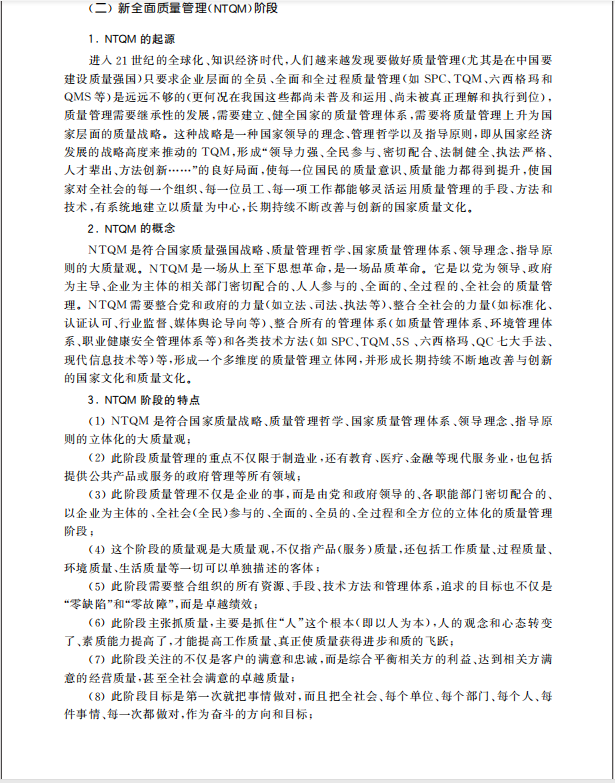 (二) 新全面质量管理(NTQM)阶段
1. NTQM 的起源
进入 21 世纪的全球化、知识经济时代,人们越来越发现要做好质量管理(尤其是在中国要
建设质量强国)只要求企业层面的全员、全面和全过程质量管理(如 SPC、TQM、六西格玛和
QMS 等)是远远不够的(更何况在我国这些都尚未普及和运用、尚未被真正理解和执行到位),
质量管理需要继承性的发展,需要建立、健全国家的质量管理体系,需要将质量管理上升为国
家层面的质量战略。这种战略是一种国家领导的理念、管理哲学以及指导原则,即从国家经济
发展的战略高度来推动的 TQM,形成“领导力强、全民参与、密切配合、法制健全、执法严格、
人才辈出、方法创新……”的良好局面,使每一位国民的质量意识、质量能力都得到提升,使国
家对全社会的每一个组织、每一位员工、每一项工作都能够灵活运用质量管理的手段、方法和
技术,有系统地建立以质量为中心,长期持续不断改善与创新的国家质量文化。
2. NTQM 的概念
NTQM 是符合国家质量强国战略、质量管理哲学、国家质量管理体系、领导理念、指导原
则的大质量观。NTQM 是一场从上至下思想革命,是一场品质革命。它是以党为领导、政府
为主导、企业为主体的相关部门密切配合的、人人参与的、全面的、全过程的、全社会的质量管
理。NTQM 需要整合党和政府的力量(如立法、司法、执法等)、整合全社会的力量(如标准化、
认证认可、行业监督、媒体舆论导向等)、整合所有的管理体系(如质量管理体系、环境管理体
系、职业健康安全管理体系等)和各类技术方法(如 SPC、TQM、5S 、六西格玛、QC 七大手法、
现代信息技术等)等,形成一个多维度的质量管理立体网,并形成长期持续不断地改善与创新
的国家文化和质量文化。
3. NTQM 阶段的特点
(1) NTQM 是符合国家质量战略、质量管理哲学、国家质量管理体系、领导理念、指导原
则的立体化的大质量观;
(2) 此阶段质量管理的重点不仅限于制造业,还有教育、医疗、金融等现代服务业,也包括
提供公共产品或服务的政府管理等所有领域;
(3) 此阶段质量管理不仅是企业的事,而是由党和政府领导的、各职能部门密切配合的、
以企业为主体的、全社会(全民)参与的、全面的、全员的、全过程和全方位的立体化的质量管理
阶段;
(4) 这个阶段的质量观是大质量观,不仅指产品(服务)质量,还包括工作质量、过程质量、
环境质量、生活质量等一切可以单独描述的客体;
(5) 此阶段需要整合组织的所有资源、手段、技术方法和管理体系,追求的目标也不仅是
“零缺陷”和“零故障”,而是卓越绩效;
(6) 此阶段主张抓质量,主要是抓住“人”这个根本(即以人为本),人的观念和心态转变
了、素质能力提高了,才能提高工作质量、真正使质量获得进步和质的飞跃;
(7) 此阶段关注的不仅是客户的满意和忠诚,而是综合平衡相关方的利益、达到相关方满
意的经营质量,甚至全社会满意的卓越质量;
(8) 此阶段目标是第一次就把事情做对,而且把全社会、每个单位、每个部门、每个人、每
件事情、每一次都做对,作为奋斗的方向和目标;